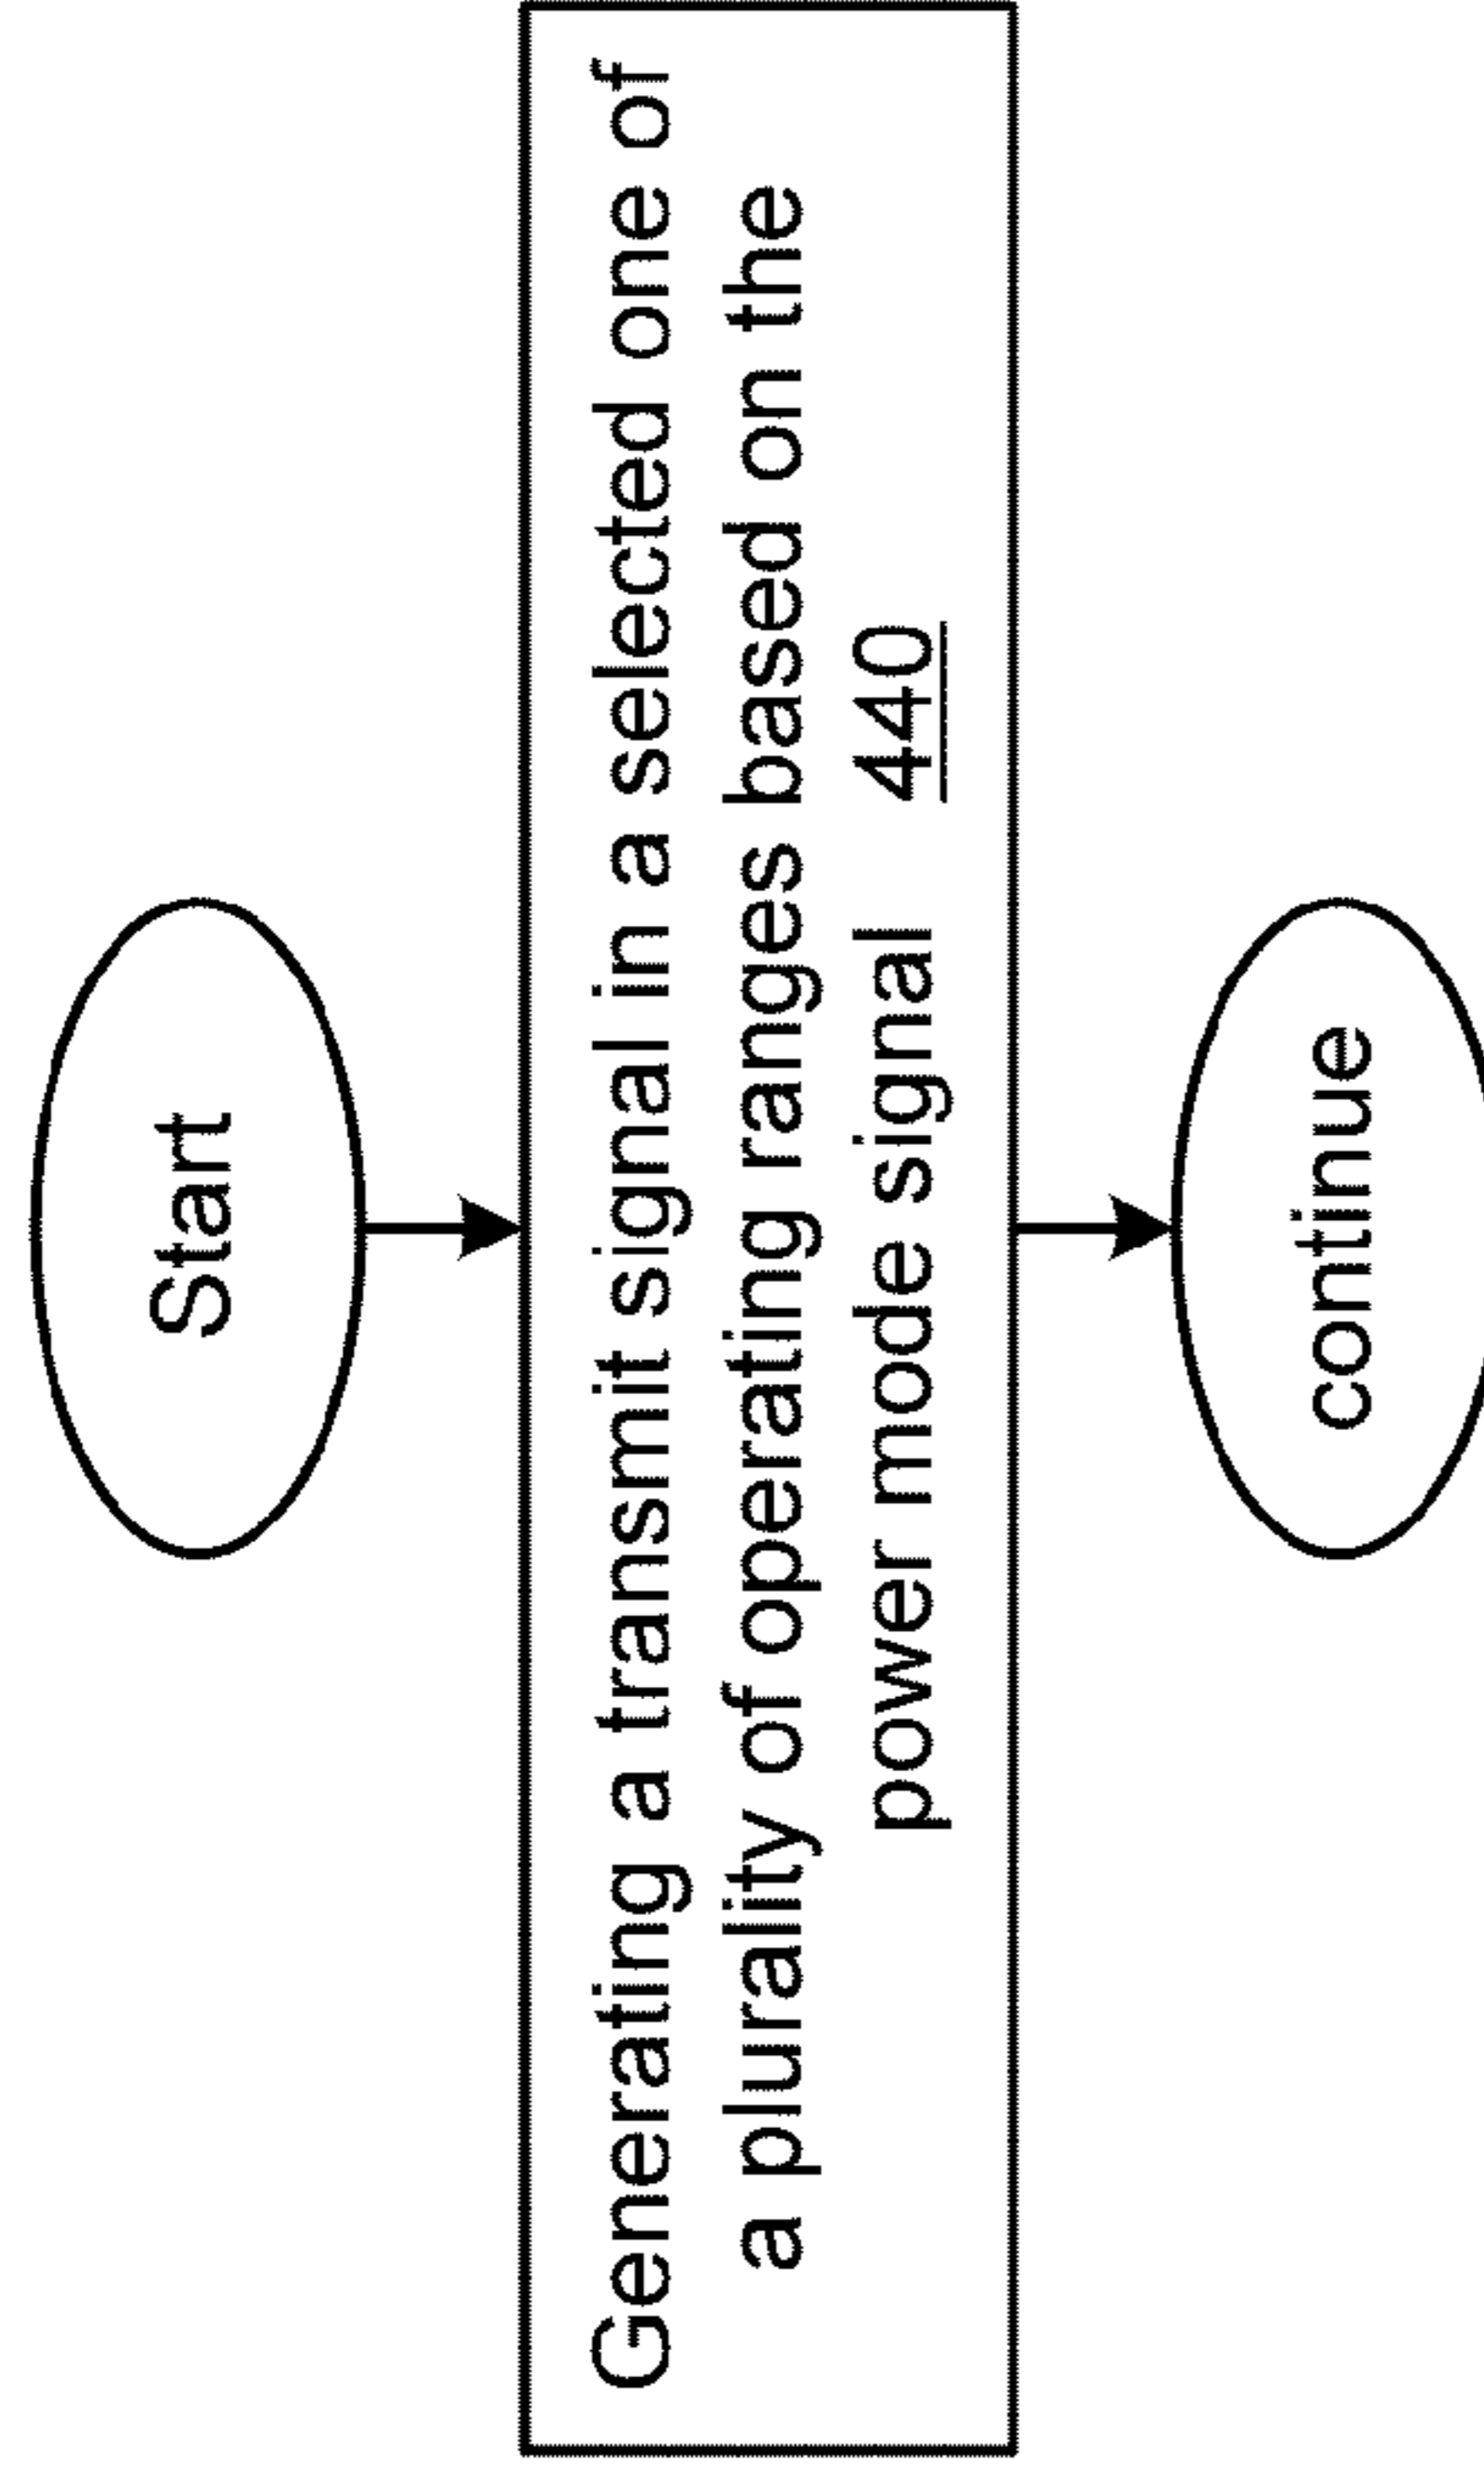 Start
Generating a transmit signal in a selected one of
a plurality of operating ranges based on the
power mode signal 440
continue